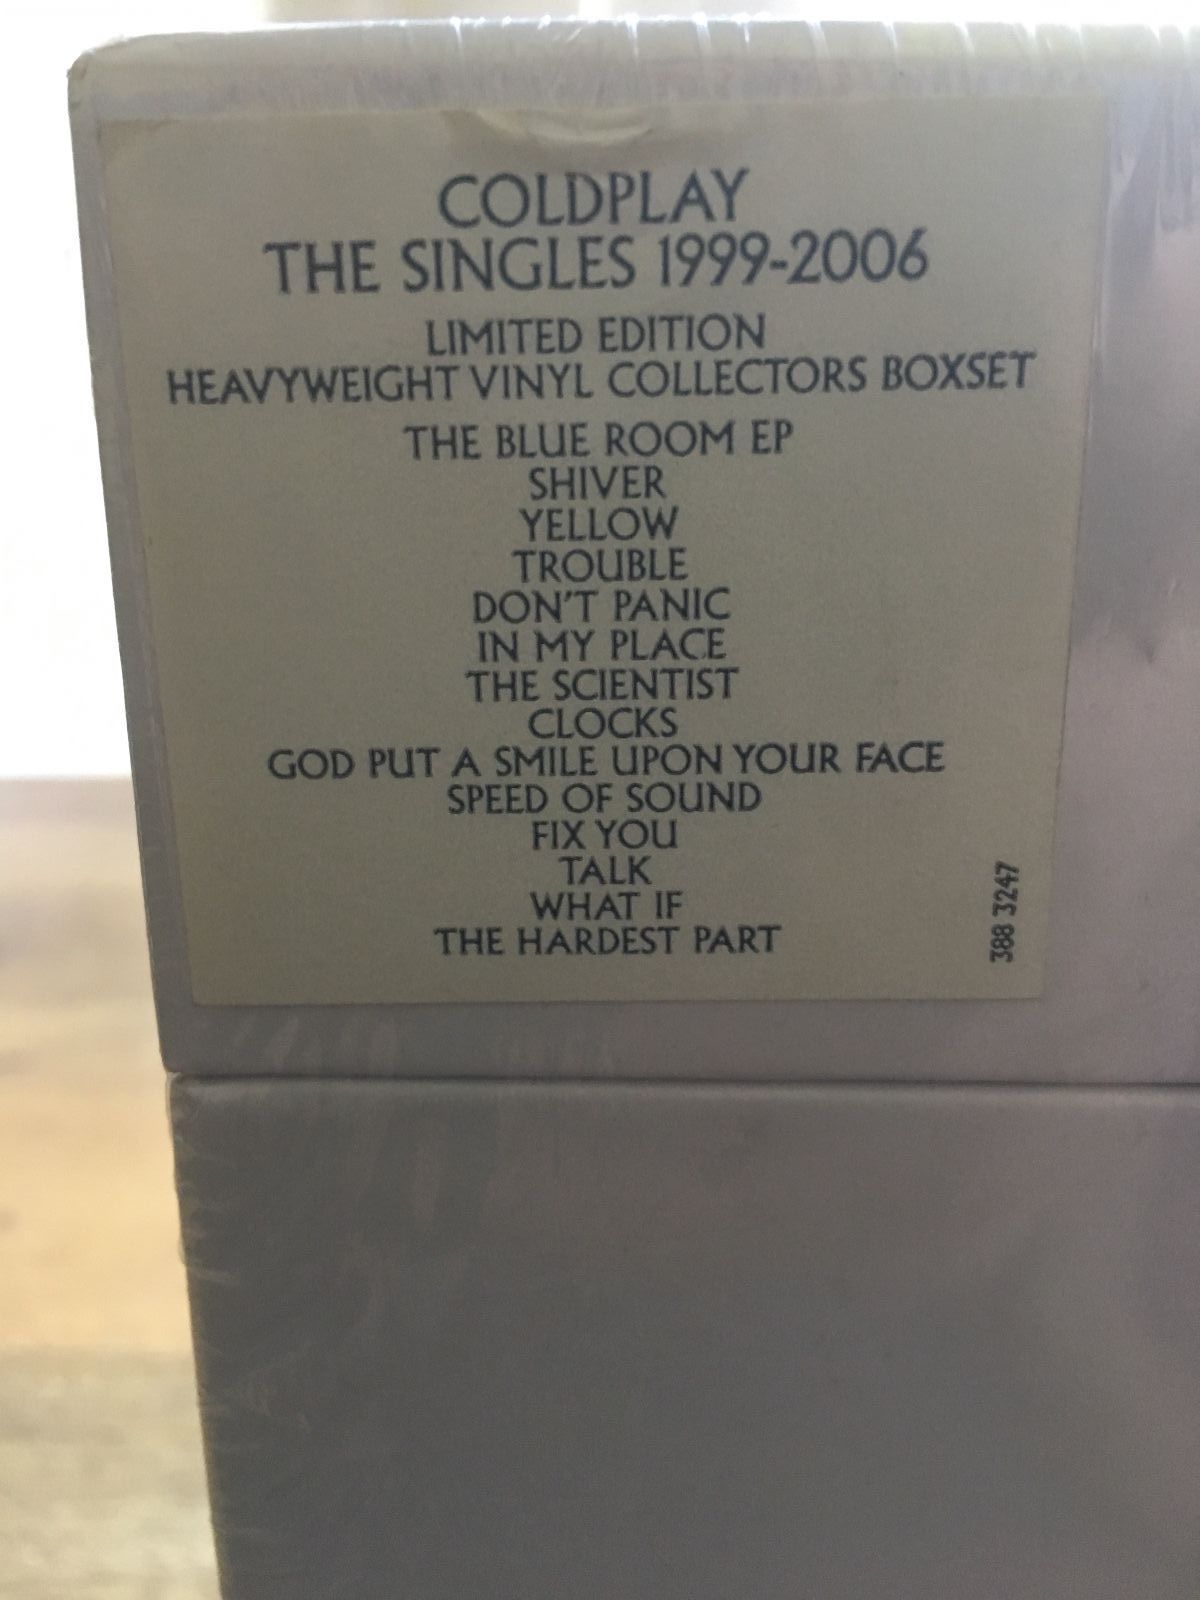 COLDPLAY
THE SINGLES 1999-2006
LIMITED EDITION
HEAVYWEIGHT VINYL COLLECTORS BOXSET
THE BLUE ROOM EP
SHIVER
YELLOW
TROUBLE
DON'T PANIC
IN MY PLACE
THE SCIENTIST
CLOCKS
GOD PUT A SMILE UPON YOUR FACE
SPEED OF SOUND
FIX YOU
TALK
WHAT IF
THE HARDEST PART
388 3247